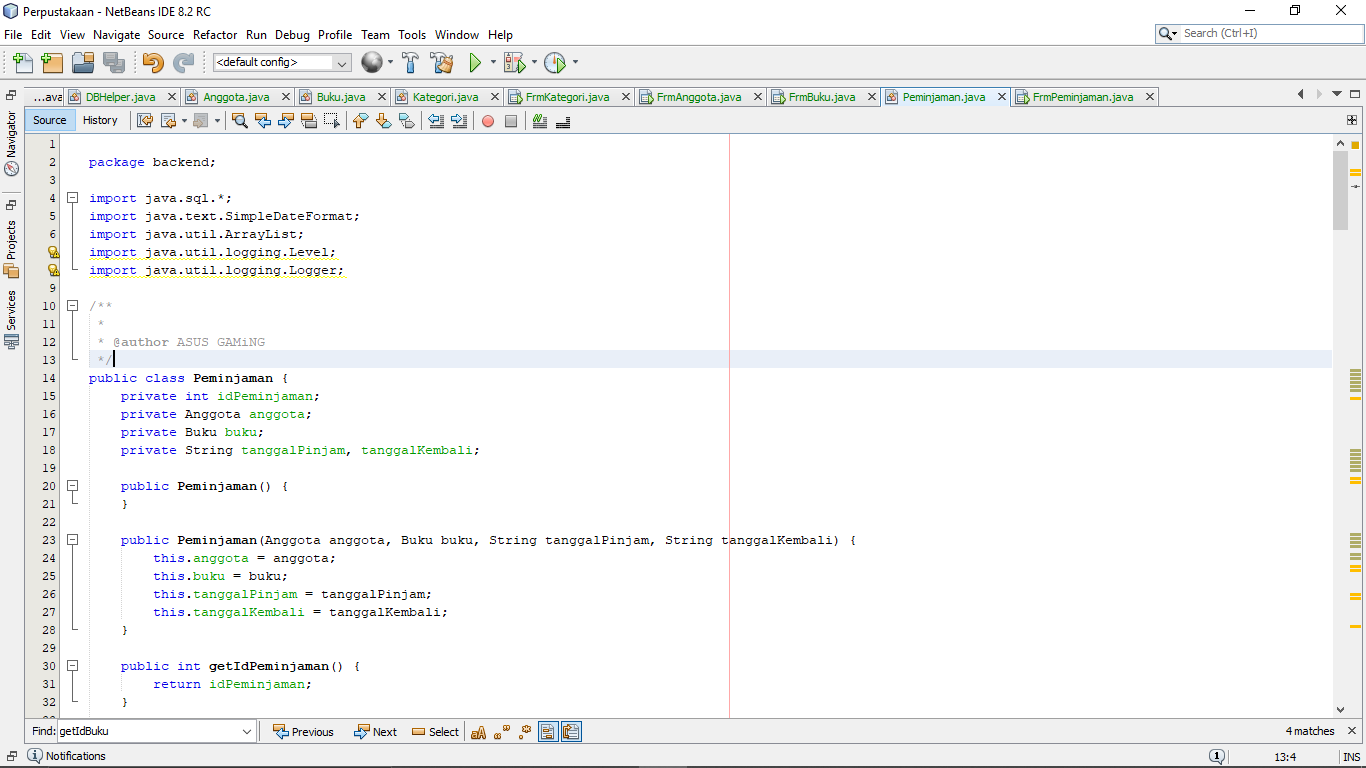 Perpustakaan - NetBeans IDE 8.2 RC
File Edit View Navigate Source Refactor Run Debug Profile Team Tools Window Help
Search (Ctrl+I)
<default config>
...ava DBHelper.java Anggota.java Buku.java Kategori.java FrmKategori.java FrmAnggota.java FrmBuku.java Peminjaman.java FrmPeminjaman.java
Source History
Navigator
Projects
Services
1
2 package backend;
3
4 import java.sql.*;
5 import java.text.SimpleDateFormat;
6 import java.util.ArrayList;
import java.util.logging.Level;
import java.util.logging.Logger;
9
10 /**
11 *
12 * @author ASUS GAMiNG
13 */
14 public class Peminjaman {
15 private int idPeminjaman;
16 private Anggota anggota;
17 private Buku buku;
18 private String tanggalPinjam, tanggalKembali;
19
20 public Peminjaman() {
21 }
22
23 public Peminjaman(Anggota anggota, Buku buku, String tanggalPinjam, String tanggalKembali) {
24 this.anggota = anggota;
25 this.buku = buku;
26 this.tanggalPinjam = tanggalPinjam;
27 this.tanggalKembali = tanggalKembali;
28 }
29
30 public int getIdPeminjaman() {
31 return idPeminjaman;
32 }
Find: getIdBuku Previous Next Select aA 4 matches
Notifications 1 13:4 INS